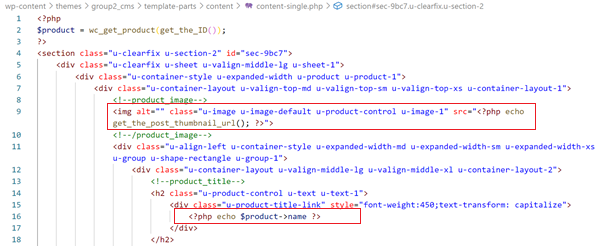 wp-content > themes > group2_cms > template-parts > content > content-single.php > section#sec-9bc7.u-clearfix.u-section-2
1 <?php
2 $product = wc_get_product(get_the_ID());
3 ?>
4 <section class="u-clearfix u-section-2" id="sec-9bc7">
5 <div class="u-clearfix u-sheet u-valign-middle-lg u-sheet-1">
6 <div class="u-container-style u-expanded-width u-product u-product-1">
7 <div class="u-container-layout u-valign-top-md u-valign-top-sm u-valign-top-xs u-container-layout-1">
8 <!--product_image-->
9 <img alt="" class="u-image u-image-default u-product-control u-image-1" src="<?php echo
get_the_post_thumbnail_url(); ?>">
10 <!--/product_image-->
11 <div class="u-align-left u-container-style u-expanded-width-md u-expanded-width-sm u-expanded-width-xs
u-group u-shape-rectangle u-group-1">
12 <div class="u-container-layout u-valign-middle-lg u-valign-middle-xl u-container-layout-2">
13 <!--product_title-->
14 <h2 class="u-product-control u-text u-text-1">
15 <div class="u-product-title-link" style="font-weight:450;text-transform: capitalize">
16 <?php echo $product->name ?>
17 </div>
18 </h2>